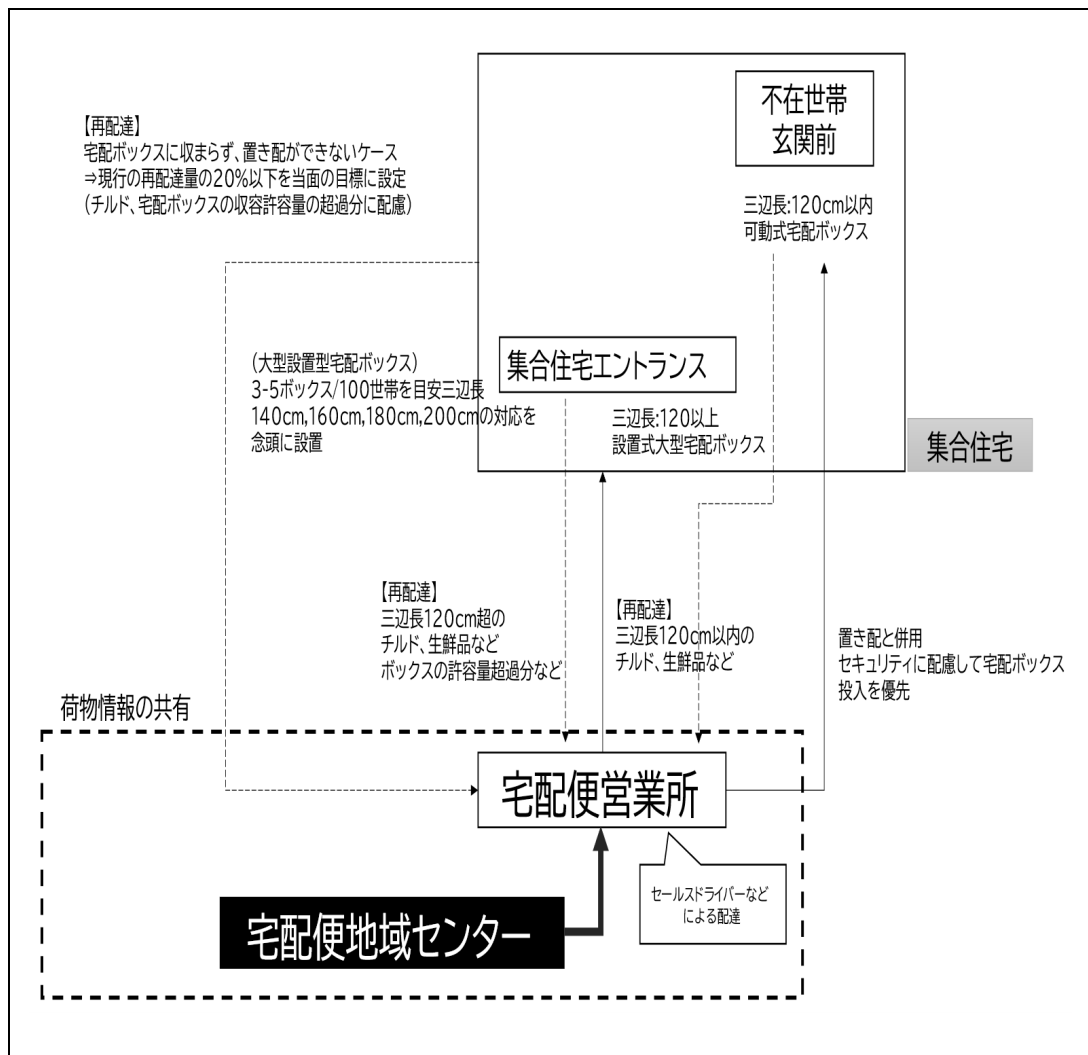 不在世帯
玄関前
【再配達】
宅配ボックスに収まらず、置き配ができないケース
⇒現行の再配達量の20%以下を当面の目標に設定
(チルド、宅配ボックスの収容許容量の超過分に配慮)
三辺長:120cm以内
可動式宅配ボックス
(大型設置型宅配ボックス)
3-5ボックス/100世帯を目安三辺長
140cm,160cm,180cm,200cmの対応を
念頭に設置
集合住宅エントランス
三辺長:120以上
設置式大型宅配ボックス
集合住宅
【再配達】
三辺長120cm超の
チルド、生鮮品など
ボックスの許容量超過分など
【再配達】
三辺長120cm以内の
チルド、生鮮品など
置き配と併用
セキュリティに配慮して宅配ボックス
投入を優先
荷物情報の共有
宅配便営業所
セールスドライバーなど
による配達
宅配便地域センター